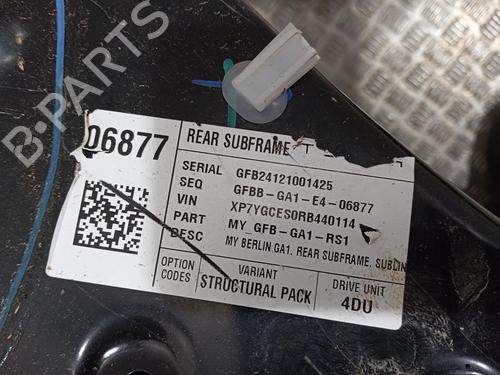 B-PARTS
06877
REAR SUBFRAME
SERIAL GFB24121001425
SEQ GFBB-GA1-E4-06877
VIN XP7YGCES0RB440114
PART MY_GFB-GA1-RS1
DESC MY BERLIN GA1, REAR SUBFRAME, SUBLIN
OPTION CODES
VARIANT
STRUCTURAL PACK
DRIVE UNIT
4DU